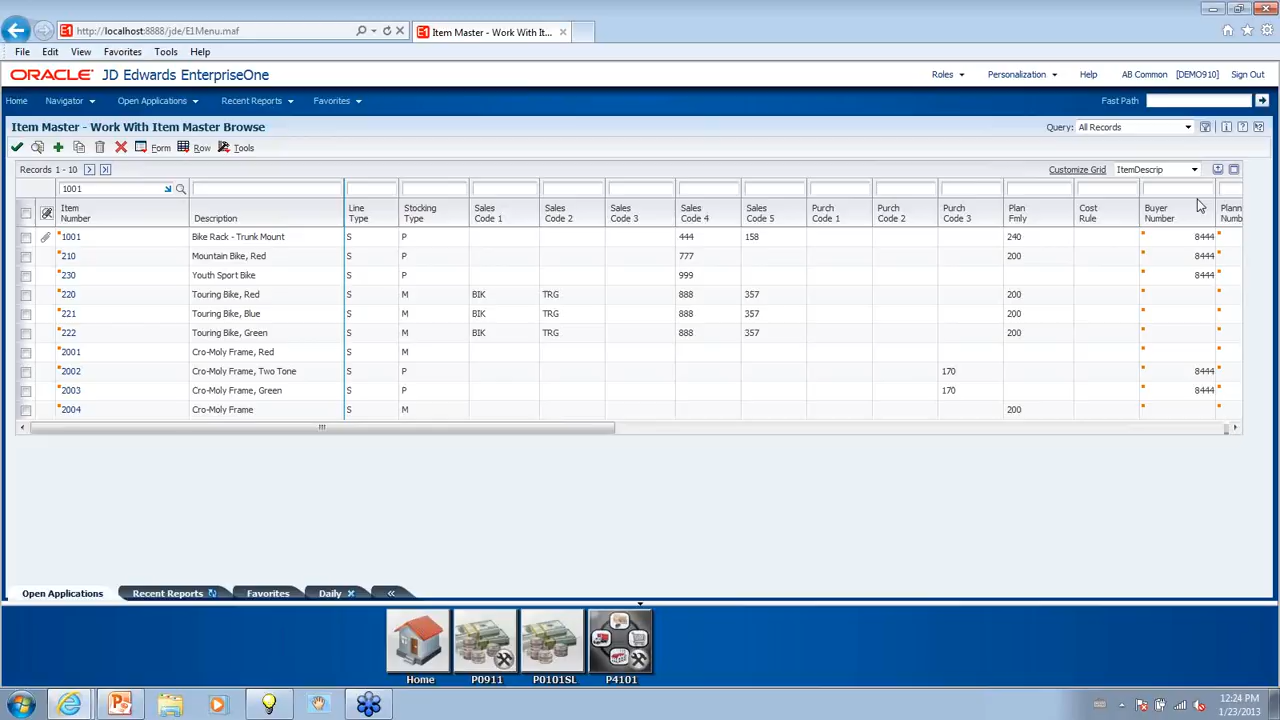 http://localhost:8888/jde/E1Menu.maf
E1 Item Master - Work With It...
File Edit View Favorites Tools Help
ORACLE JD Edwards EnterpriseOne
Roles Personalization Help AB Common [DEMO910] Sign Out
Home Navigator Open Applications Recent Reports Favorites
Fast Path
Item Master - Work With Item Master Browse
Query: All Records
Form Row Tools
Records 1 - 10
Customize Grid ItemDescrip
1001
Item Number Description Line Type Stocking Type Sales Code 1 Sales Code 2 Sales Code 3 Sales Code 4 Sales Code 5 Purch Code 1 Purch Code 2 Purch Code 3 Plan Fmly Cost Rule Buyer Number
1001 Bike Rack - Trunk Mount S P 444 158 240 8444
210 Mountain Bike, Red S P 777 200 8444
230 Youth Sport Bike S P 999 8444
220 Touring Bike, Red S M BIK TRG 888 357 200
221 Touring Bike, Blue S M BIK TRG 888 357 200
222 Touring Bike, Green S M BIK TRG 888 357 200
2001 Cro-Moly Frame, Red S M
2002 Cro-Moly Frame, Two Tone S P 170 8444
2003 Cro-Moly Frame, Green S P 170 8444
2004 Cro-Moly Frame S M 200
Open Applications Recent Reports Favorites Daily
Home P0911 P0101SL P4101
12:24 PM
1/23/2013